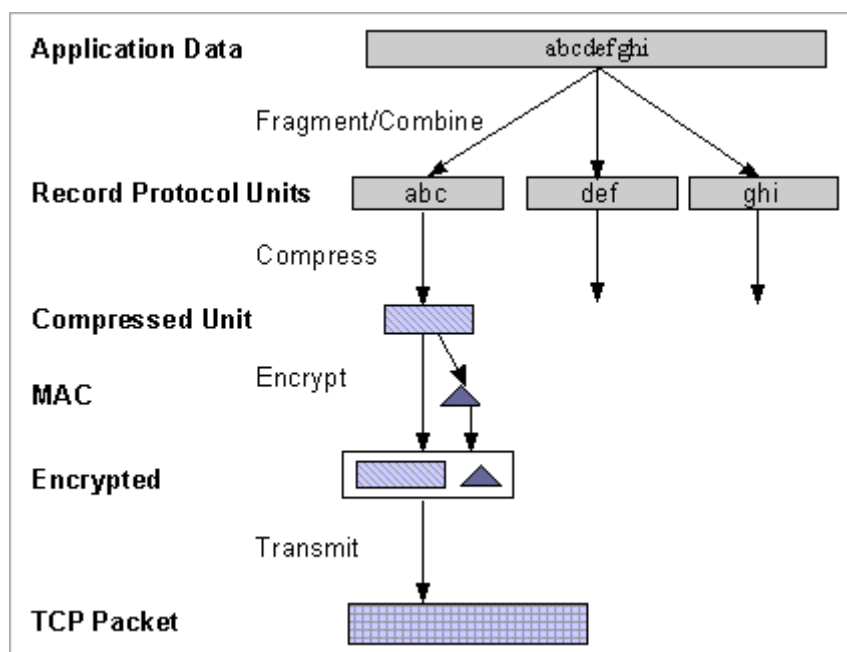 Application Data
abcdefghi
Fragment/Combine
Record Protocol Units
abc
def
ghi
Compress
Compressed Unit
Encrypt
MAC
Encrypted
Transmit
TCP Packet